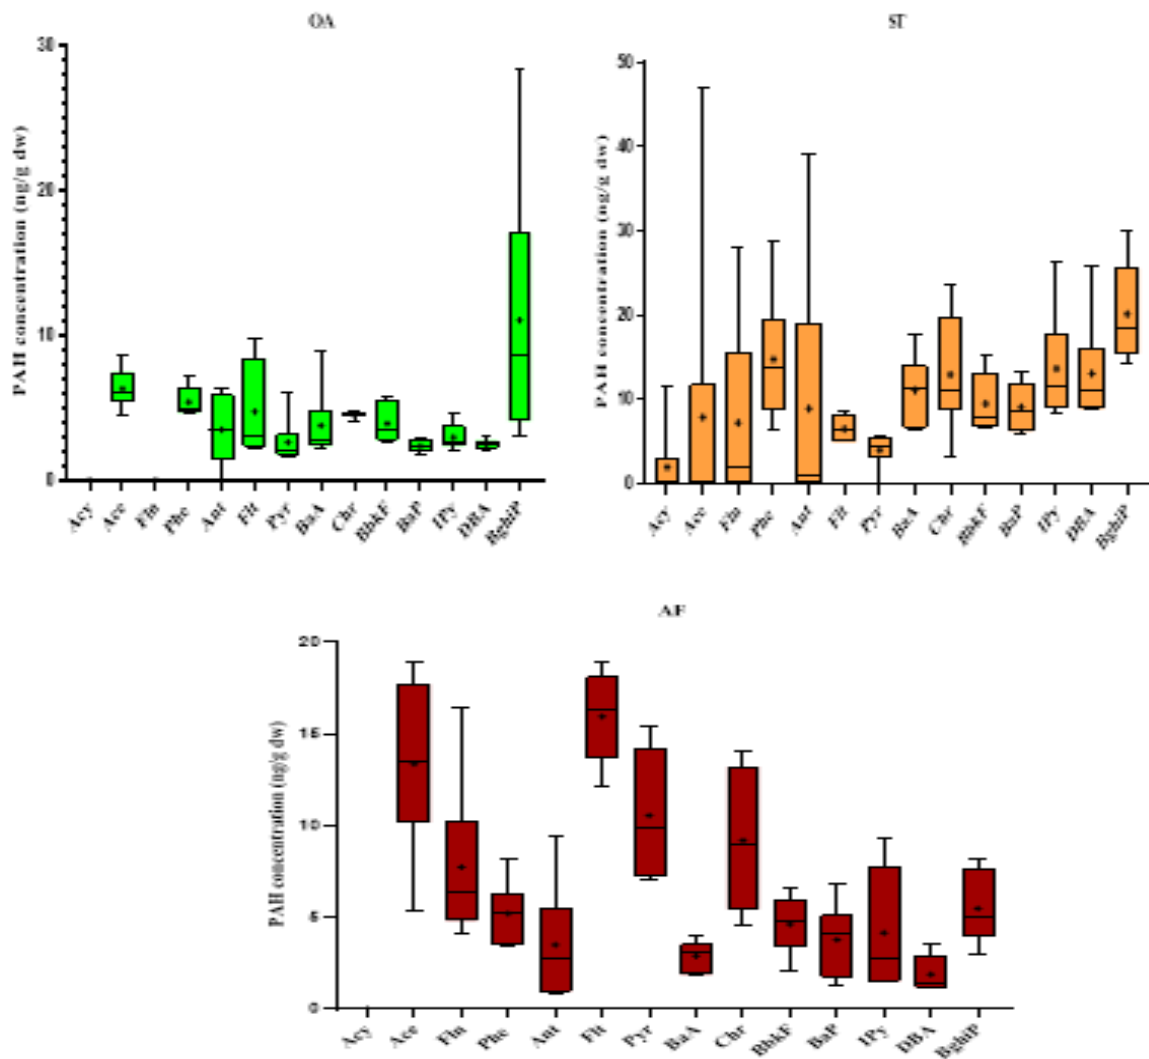 OA
PAH concentration (ng/g dw)
30
20
10
0
Acy
Ace
Fln
Phe
Ant
Flt
Pyr
BaA
Chr
BbkF
BaP
IPy
DBA
BghiP
ST
PAH concentration (ng/g dw)
50
40
30
20
10
0
Acy
Ace
Fln
Phe
Ant
Flt
Pyr
BaA
Chr
BbkF
BaP
IPy
DBA
BghiP
AF
PAH concentration (ng/g dw)
20
15
10
5
0
Acy
Ace
Fln
Phe
Ant
Flt
Pyr
BaA
Chr
BbkF
BaP
IPy
DBA
BghiP